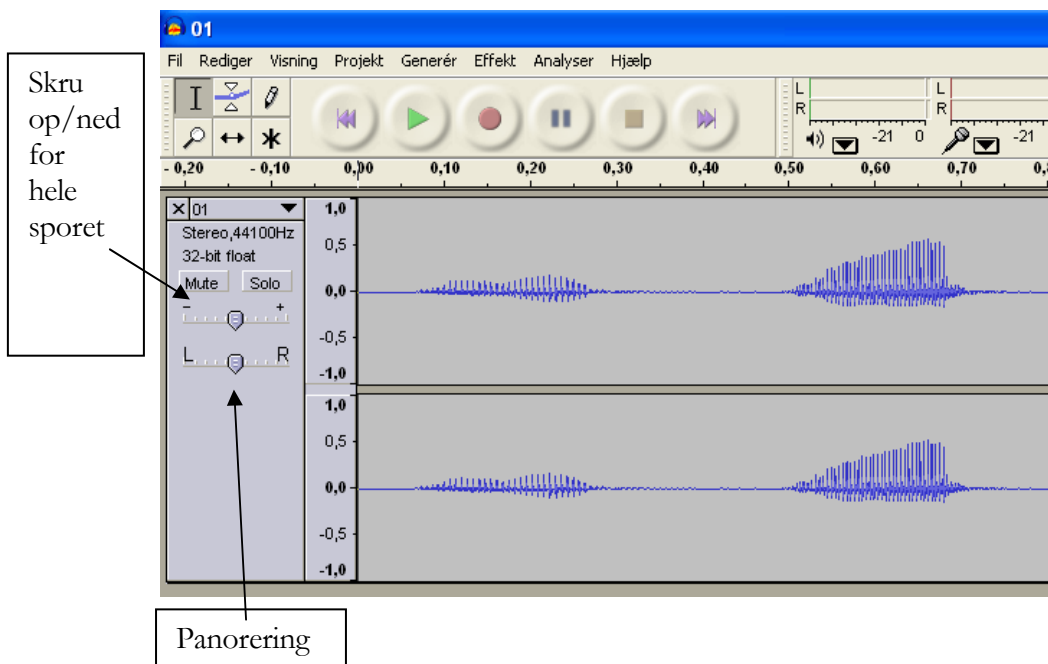 01
Fil Rediger Visning Projekt Generér Effekt Analyser Hjælp
Skru
op/ned
for
hele
sporet
L
R
-21 0
L
R
-21
- 0,20 - 0,10 0,00 0,10 0,20 0,30 0,40 0,50 0,60 0,70
01
Stereo,44100Hz
32-bit float
Mute Solo
- +
L R
1,0
0,5
0,0
-0,5
-1,0
1,0
0,5
0,0
-0,5
-1,0
Panorering